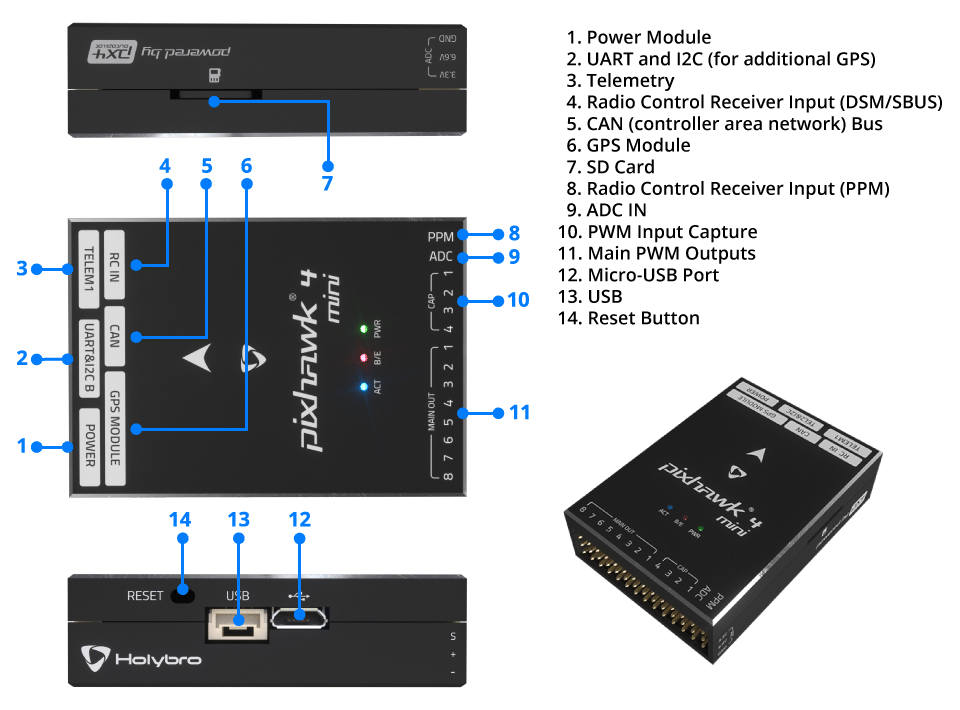 PX4
autopilot
powered by
GND
6.6V
3.3V
ADC
7
1. Power Module
2. UART and I2C (for additional GPS)
3. Telemetry
4. Radio Control Receiver Input (DSM/SBUS)
5. CAN (controller area network) Bus
6. GPS Module
7. SD Card
8. Radio Control Receiver Input (PPM)
9. ADC IN
10. PWM Input Capture
11. Main PWM Outputs
12. Micro-USB Port
13. USB
14. Reset Button
4 5 6
3
2
1
TELEM1
UART&I2C B
POWER
RC IN
CAN
GPS MODULE
pixhawk® 4
mini
PWR
B/E
ACT
PPM
ADC
CAP
1 2 3 4
MAIN OUT
1 2 3 4 5 6 7 8
8
9
10
11
14 13 12
RESET USB
Holybro
S
+
-
POWER
GPS MODULE
TEL2&I2C
CAN
TELEM1
RC IN
pixhawk® 4
mini
ACT B/E PWR
MAIN OUT
8 7 6 5 4 3 2 1
CAP
4 3 2 1
ADC
PPM